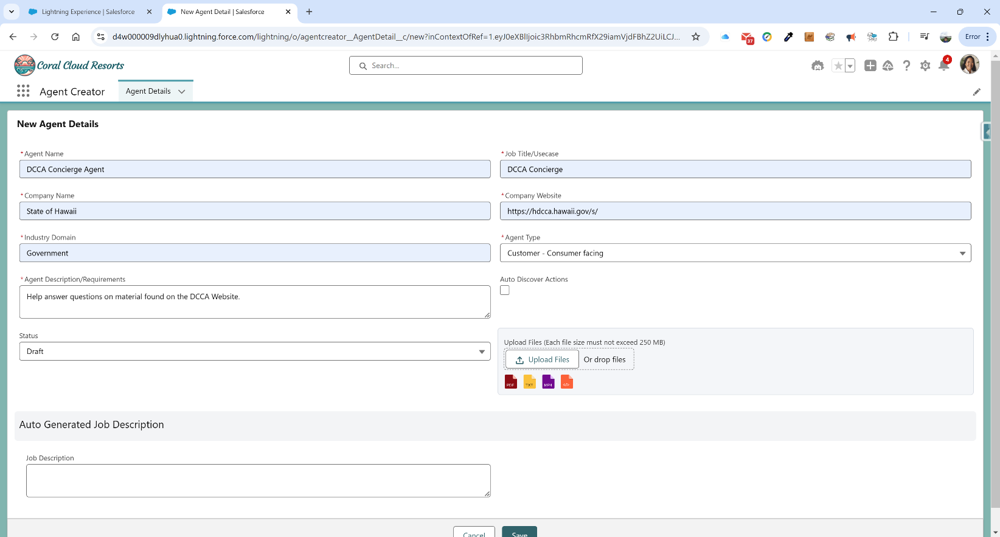 Lightning Experience | Salesforce
New Agent Detail | Salesforce
d4w000009dlyhua0.lightning.force.com/lightning/o/agentcreator__AgentDetail__c/new?inContextOfRef=1.eyJ0eXBlIjoic3RhbmRhcmRfX29iamVjdFBhZ2UiLCJ...
37
Error
Coral Cloud Resorts
Search...
4
Agent Creator
Agent Details
New Agent Details
*Agent Name
DCCA Concierge Agent
*Job Title/Usecase
DCCA Concierge
*Company Name
State of Hawaii
*Company Website
https://hdcca.hawaii.gov/s/
*Industry Domain
Government
*Agent Type
Customer - Consumer facing
*Agent Description/Requirements
Help answer questions on material found on the DCCA Website.
Auto Discover Actions
Status
Draft
Upload Files (Each file size must not exceed 250 MB)
Upload Files
Or drop files
PDF
TXT
MP4
</>
Auto Generated Job Description
Job Description
Cancel
Save